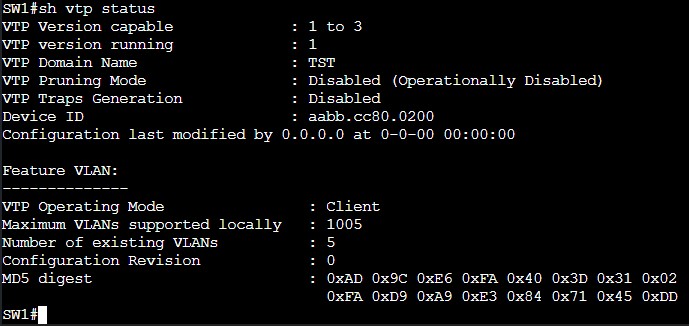 SW1#sh vtp status
VTP Version capable             : 1 to 3
VTP version running             : 1
VTP Domain Name                 : TST
VTP Pruning Mode                : Disabled (Operationally Disabled)
VTP Traps Generation            : Disabled
Device ID                       : aabb.cc80.0200
Configuration last modified by 0.0.0.0 at 0-0-00 00:00:00
Feature VLAN:
--------------
VTP Operating Mode                : Client
Maximum VLANs supported locally   : 1005
Number of existing VLANs          : 5
Configuration Revision            : 0
MD5 digest                        : 0xAD 0x9C 0xE6 0xFA 0x40 0x3D 0x31 0x02
                                    0xFA 0xD9 0xA9 0xE3 0x84 0x71 0x45 0xDD
SW1#